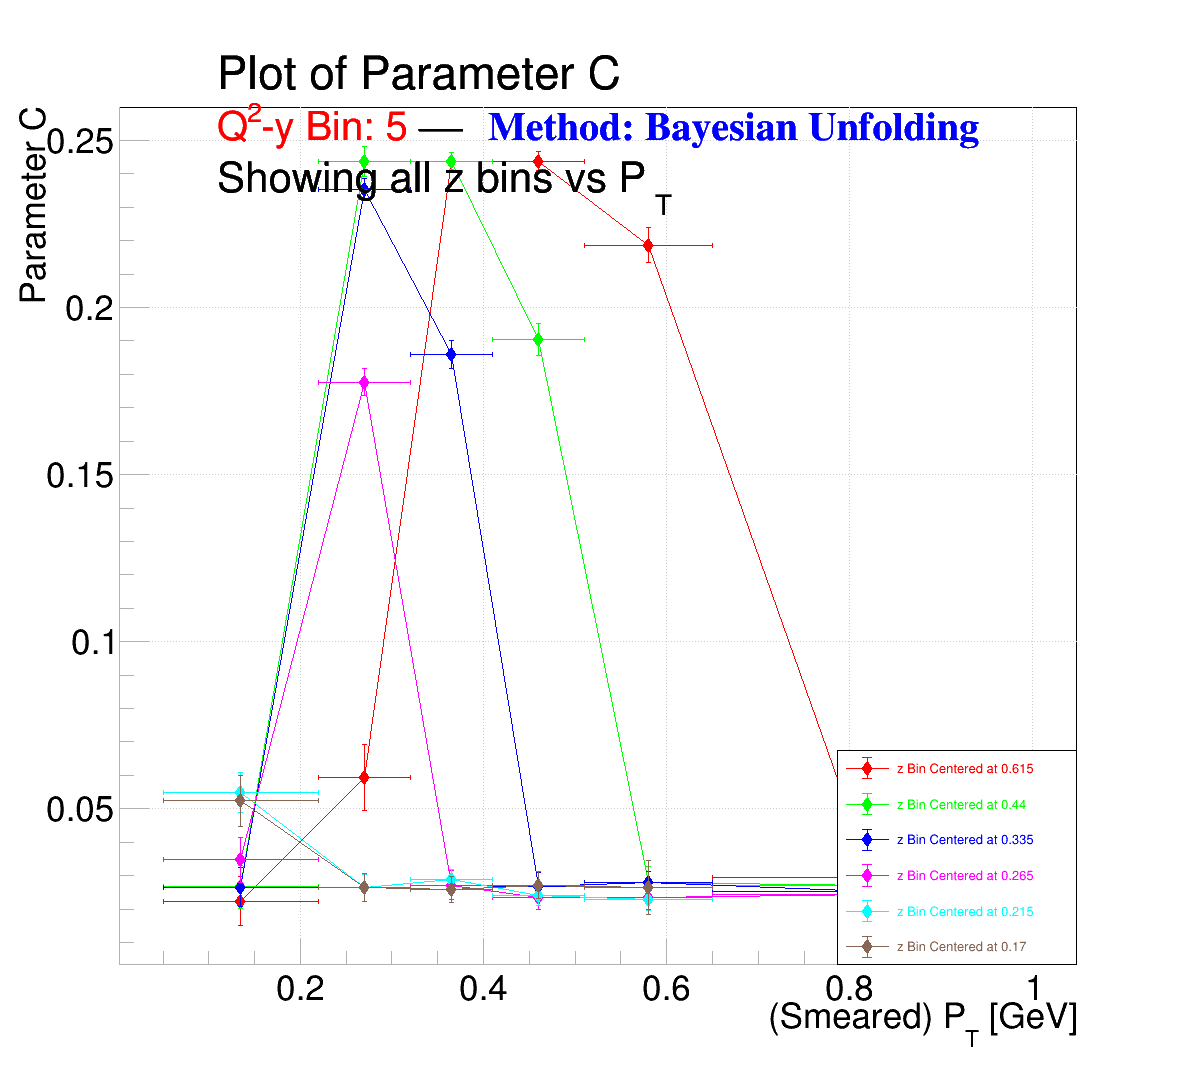 Plot of Parameter C
Q²-y Bin: 5 — Method: Bayesian Unfolding
Showing all z bins vs P_T
Parameter C
0.25
0.2
0.15
0.1
0.05
z Bin Centered at 0.615
z Bin Centered at 0.44
z Bin Centered at 0.335
z Bin Centered at 0.265
z Bin Centered at 0.215
z Bin Centered at 0.17
0.2 0.4 0.6 0.8 1
(Smeared) P_T [GeV]